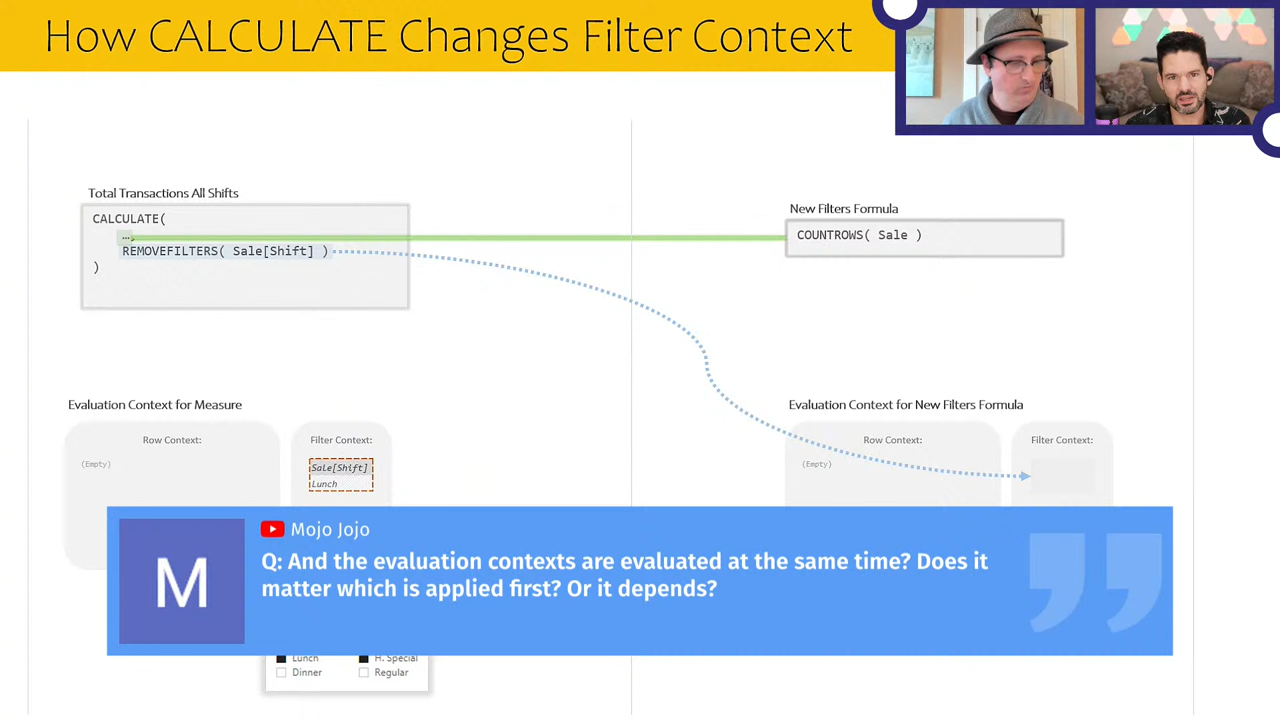 How CALCULATE Changes Filter Context
Total Transactions All Shifts
CALCULATE(
…,
REMOVEFILTERS( Sale[Shift] )
)
New Filters Formula
COUNTROWS( Sale )
Evaluation Context for Measure
Row Context:
(Empty)
Filter Context:
Sale[Shift]
Lunch
Evaluation Context for New Filters Formula
Row Context:
(Empty)
Filter Context:
M
Mojo Jojo
Q: And the evaluation contexts are evaluated at the same time? Does it
matter which is applied first? Or it depends?
Lunch
H. Special
Dinner
Regular